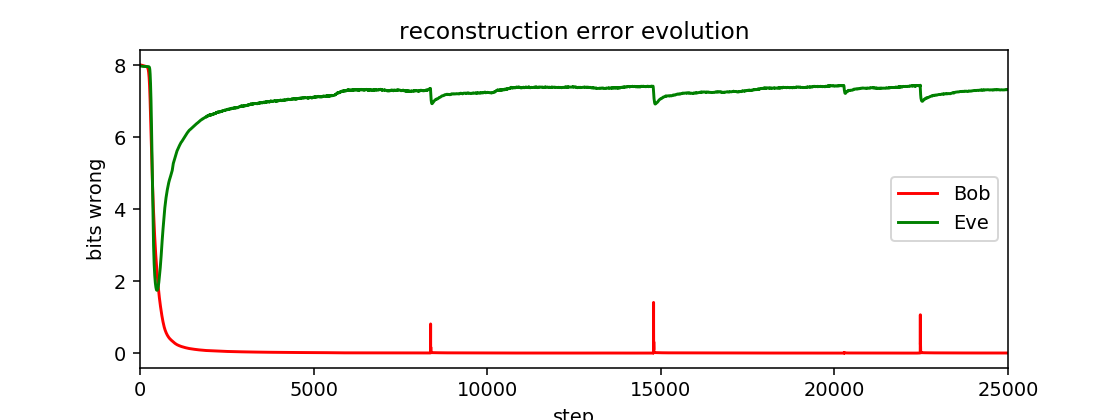 reconstruction error evolution
8
6
4
2
0
bits wrong
Bob
Eve
0 5000 10000 15000 20000 25000
step